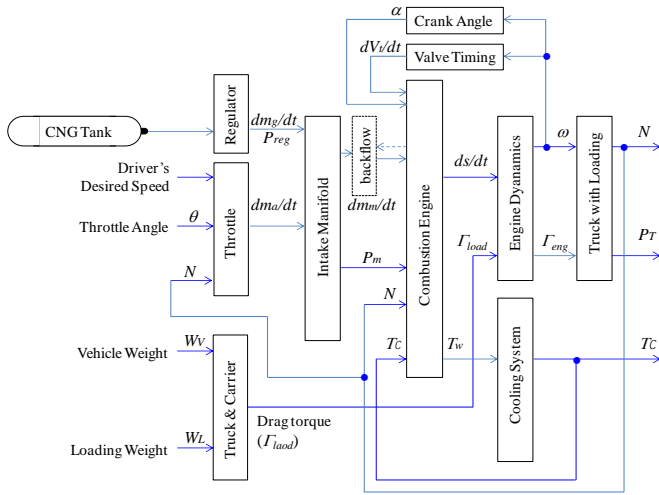 α
Crank Angle
dVt/dt
Valve Timing
CNG Tank
Regulator
dmg/dt
Preg
Driver's
Desired Speed
Throttle Angle
θ
N
Throttle
dma/dt
Intake Manifold
backflow
dmm/dt
Pm
N
TC
Combustion Engine
ds/dt
Γload
Tw
Engine Dyanamics
ω
Γeng
Truck with Loading
N
PT
Cooling System
TC
Vehicle Weight
WV
Loading Weight
WL
Truck & Carrier
Drag torque
(Γlaod)